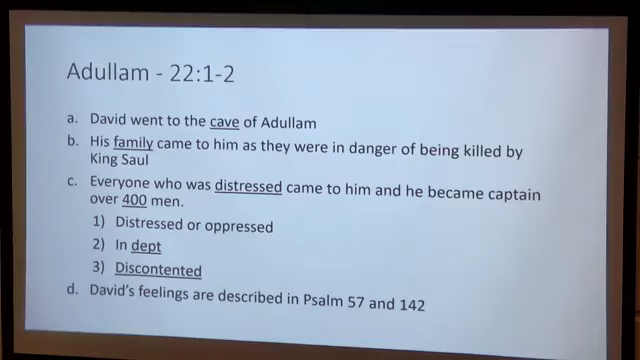 Adullam - 22:1-2
a. David went to the cave of Adullam
b. His family came to him as they were in danger of being killed by
King Saul
c. Everyone who was distressed came to him and he became captain
over 400 men.
1) Distressed or oppressed
2) In dept
3) Discontented
d. David's feelings are described in Psalm 57 and 142